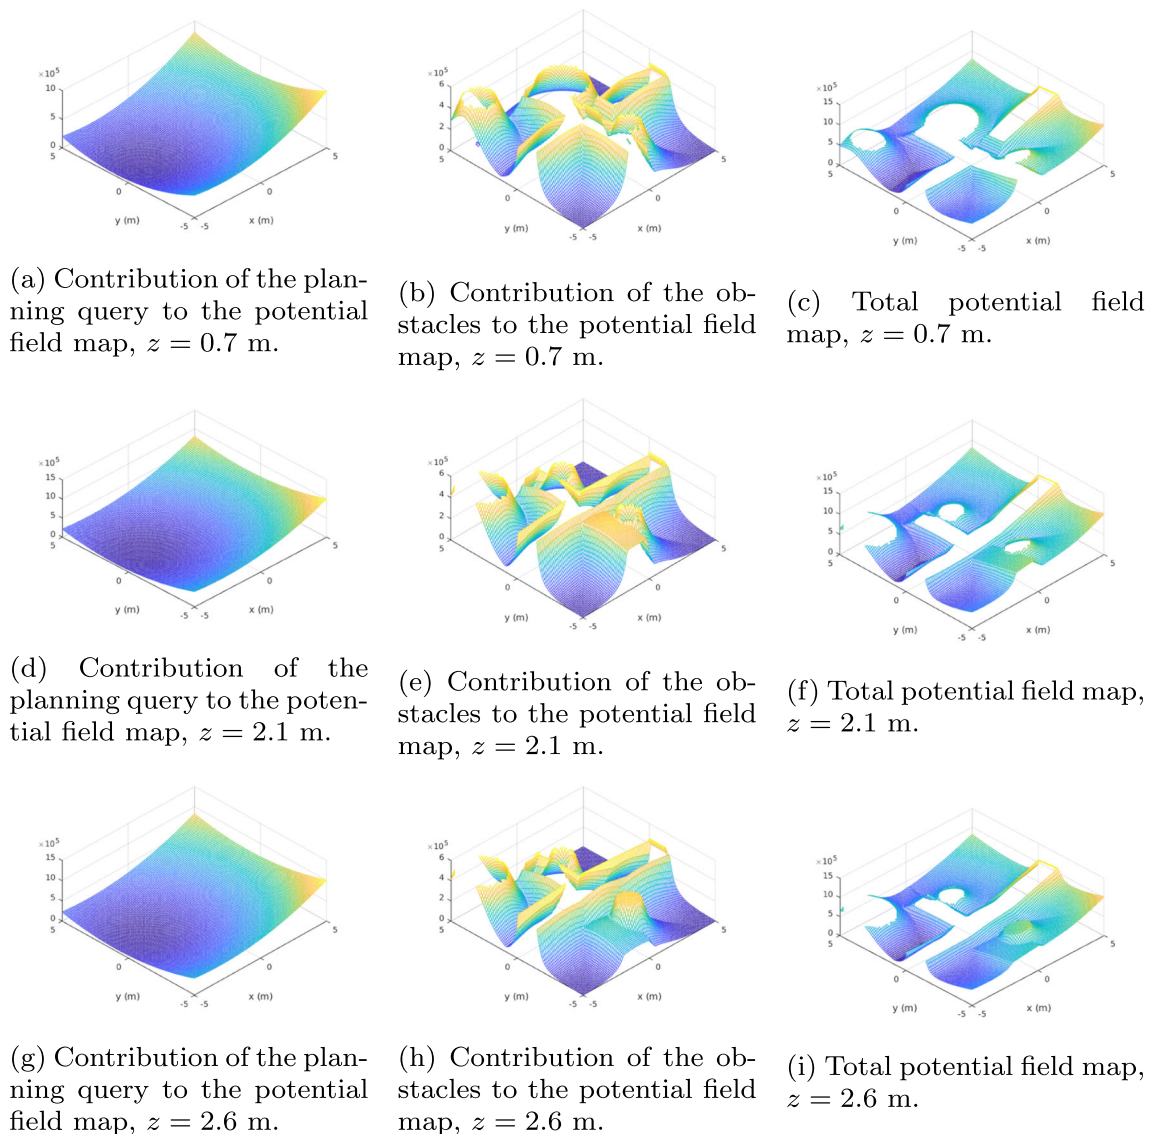 ×10⁵
10
5
0
5
0
-5
-5
0
5
y (m)
x (m)
×10⁵
6
4
2
0
5
0
-5
-5
0
5
y (m)
x (m)
×10⁵
15
10
5
0
5
0
-5
-5
0
5
y (m)
x (m)
(a) Contribution of the plan-
ning query to the potential
field map, z = 0.7 m.
(b) Contribution of the ob-
stacles to the potential field
map, z = 0.7 m.
(c) Total potential field
map, z = 0.7 m.
×10⁵
15
10
5
0
5
0
-5
-5
0
5
y (m)
x (m)
×10⁵
6
4
2
0
5
0
-5
-5
0
5
y (m)
x (m)
×10⁵
15
10
5
0
5
0
-5
-5
0
5
y (m)
x (m)
(d) Contribution of the
planning query to the poten-
tial field map, z = 2.1 m.
(e) Contribution of the ob-
stacles to the potential field
map, z = 2.1 m.
(f) Total potential field map,
z = 2.1 m.
×10⁵
15
10
5
0
5
0
-5
-5
0
5
y (m)
x (m)
×10⁵
6
4
2
0
5
0
-5
-5
0
5
y (m)
x (m)
×10⁵
15
10
5
0
5
0
-5
-5
0
5
y (m)
x (m)
(g) Contribution of the plan-
ning query to the potential
field map, z = 2.6 m.
(h) Contribution of the ob-
stacles to the potential field
map, z = 2.6 m.
(i) Total potential field map,
z = 2.6 m.